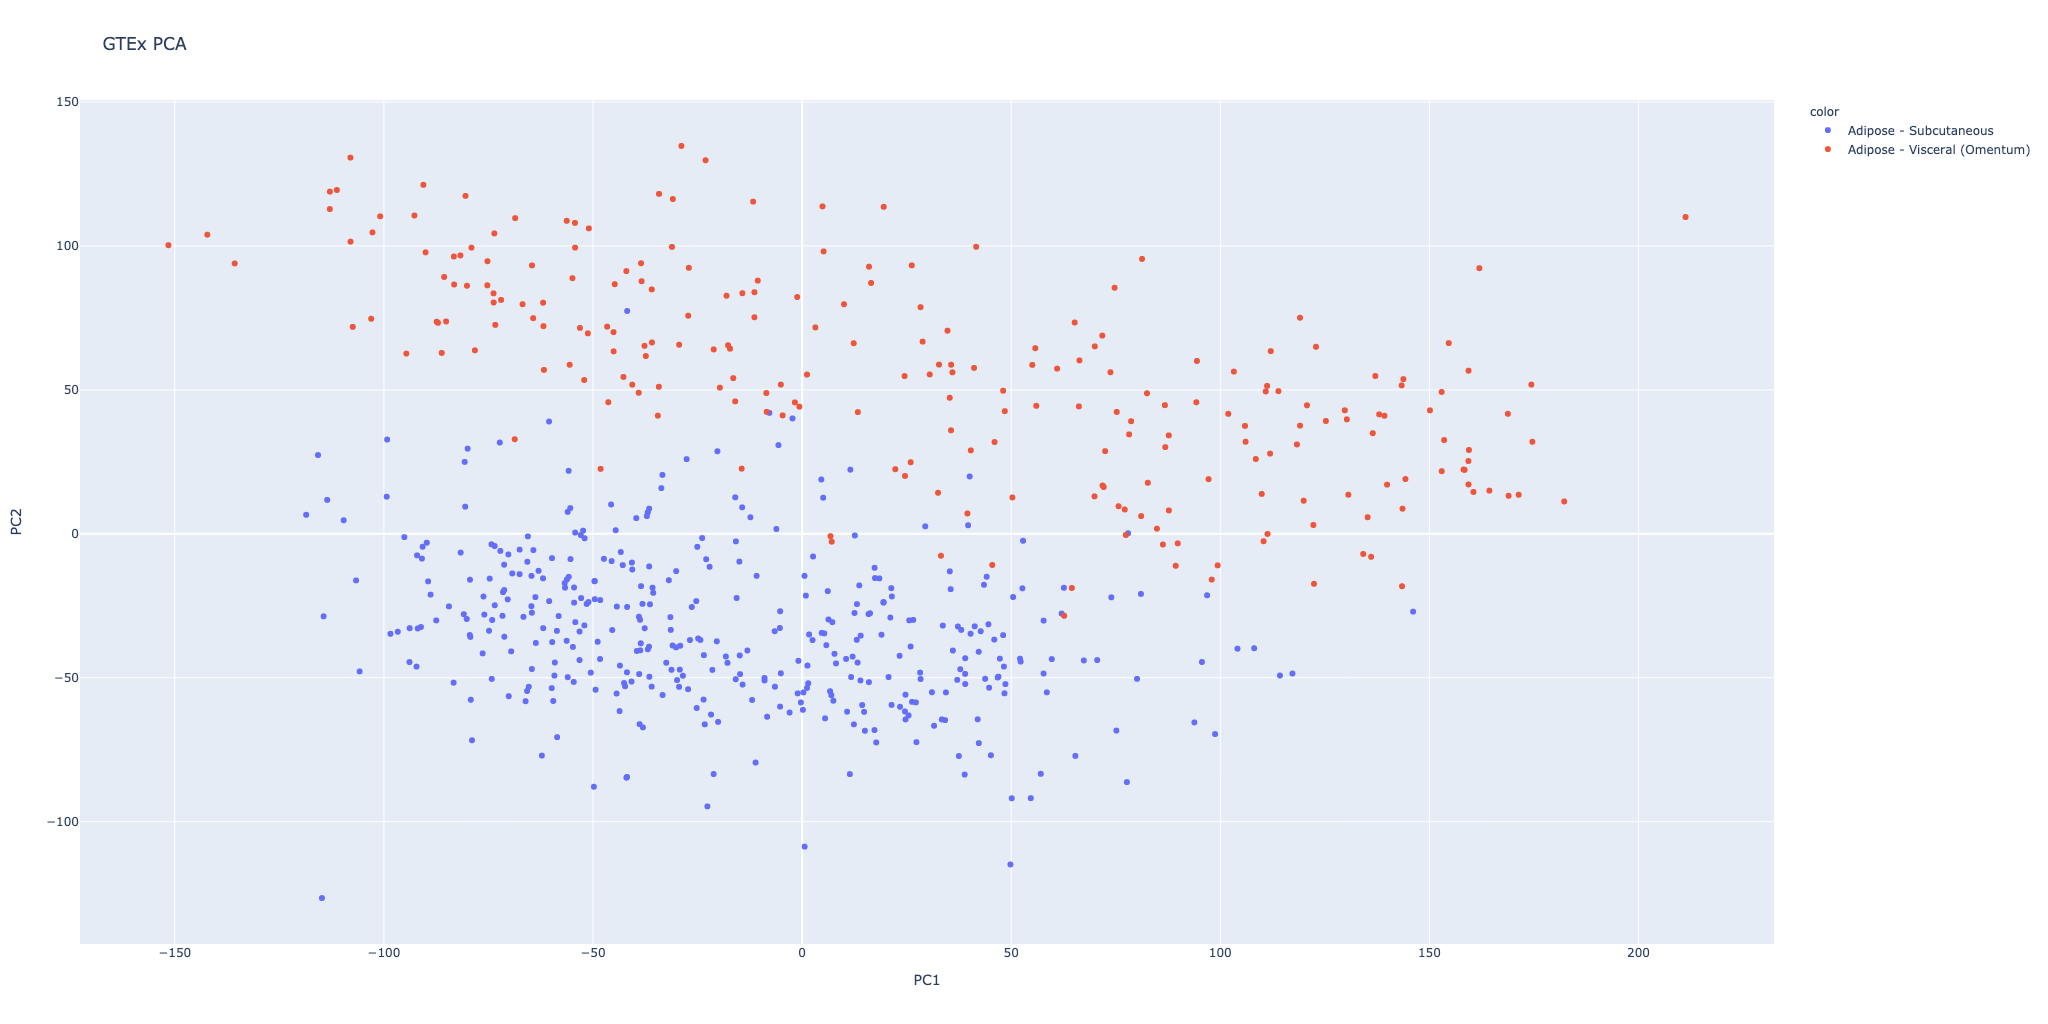 GTEx PCA
color
Adipose - Subcutaneous
Adipose - Visceral (Omentum)
150
100
50
0
−50
−100
PC2
−150
−100
−50
0
50
100
150
200
PC1